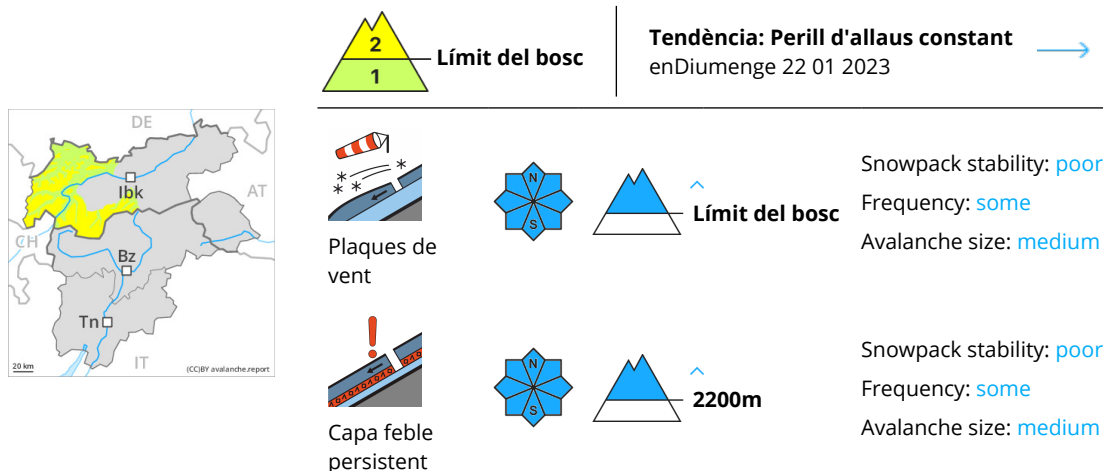 2
1
Límit del bosc
Tendència: Perill d'allaus constant
enDiumenge 22 01 2023
DE
Ibk
AT
CH
Bz
Tn
IT
20 km
(CC)BY avalanche.report
N
S
Límit del bosc
Plaques de
vent
Snowpack stability: poor
Frequency: some
Avalanche size: medium
N
S
2200m
Capa feble
persistent
Snowpack stability: poor
Frequency: some
Avalanche size: medium